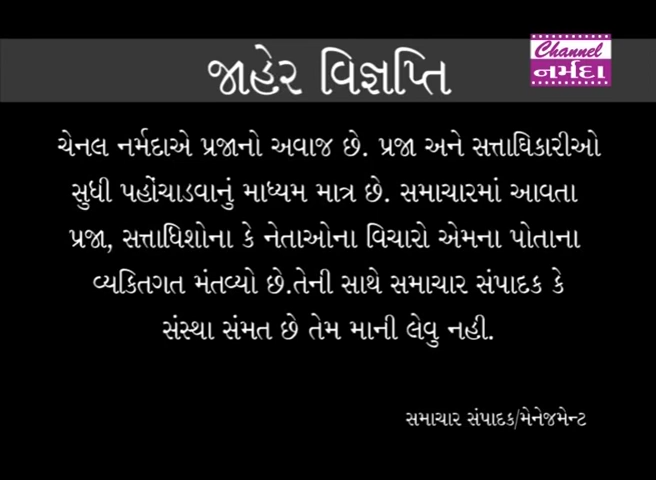 જાહેર વિજ્ઞપ્તિ
Channel
નર્મદા
ચેનલ નર્મદાએ પ્રજાનો અવાજ છે. પ્રજા અને સત્તાધિકારીઓ
સુધી પહોંચાડવાનું માધ્યમ માત્ર છે. સમાચારમાં આવતા
પ્રજા, સત્તાધિશોના કે નેતાઓના વિચારો એમના પોતાના
વ્યકિતગત મંતવ્યો છે.તેની સાથે સમાચાર સંપાદક કે
સંસ્થા સંમત છે તેમ માની લેવુ નહી.
સમાચાર સંપાદક/મેનેજમેન્ટ